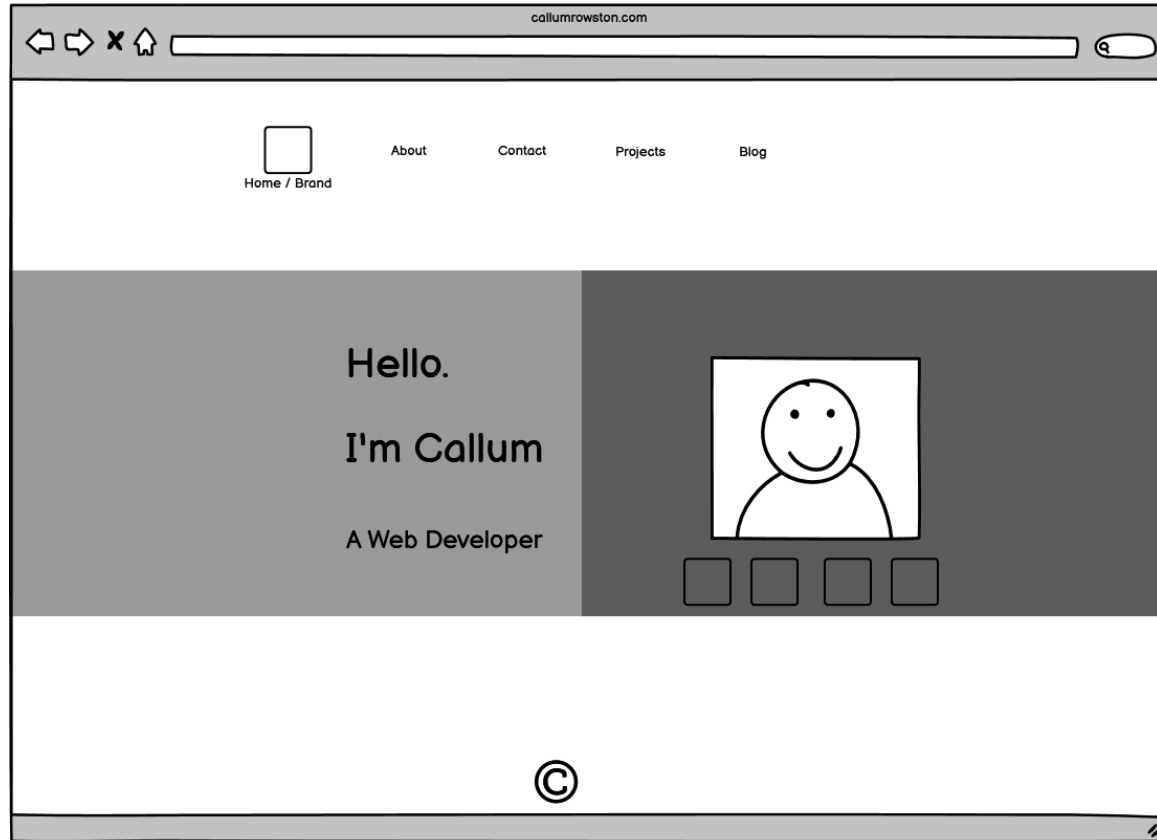 callumrowston.com
About Contact Projects Blog
Home / Brand
Hello.
I'm Callum
A Web Developer
©